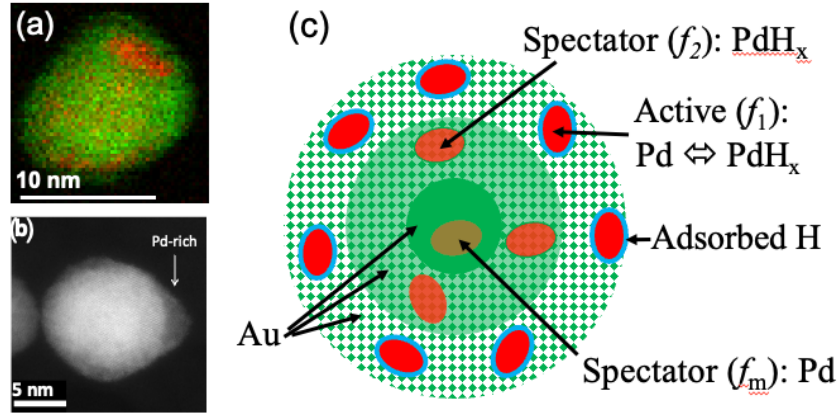 (a)
10 nm
(b)
Pd-rich
5 nm
(c)
Spectator (f₂): PdHₓ
Active (f₁):
Pd ⇔ PdHₓ
Adsorbed H
Au
Spectator (fₘ): Pd